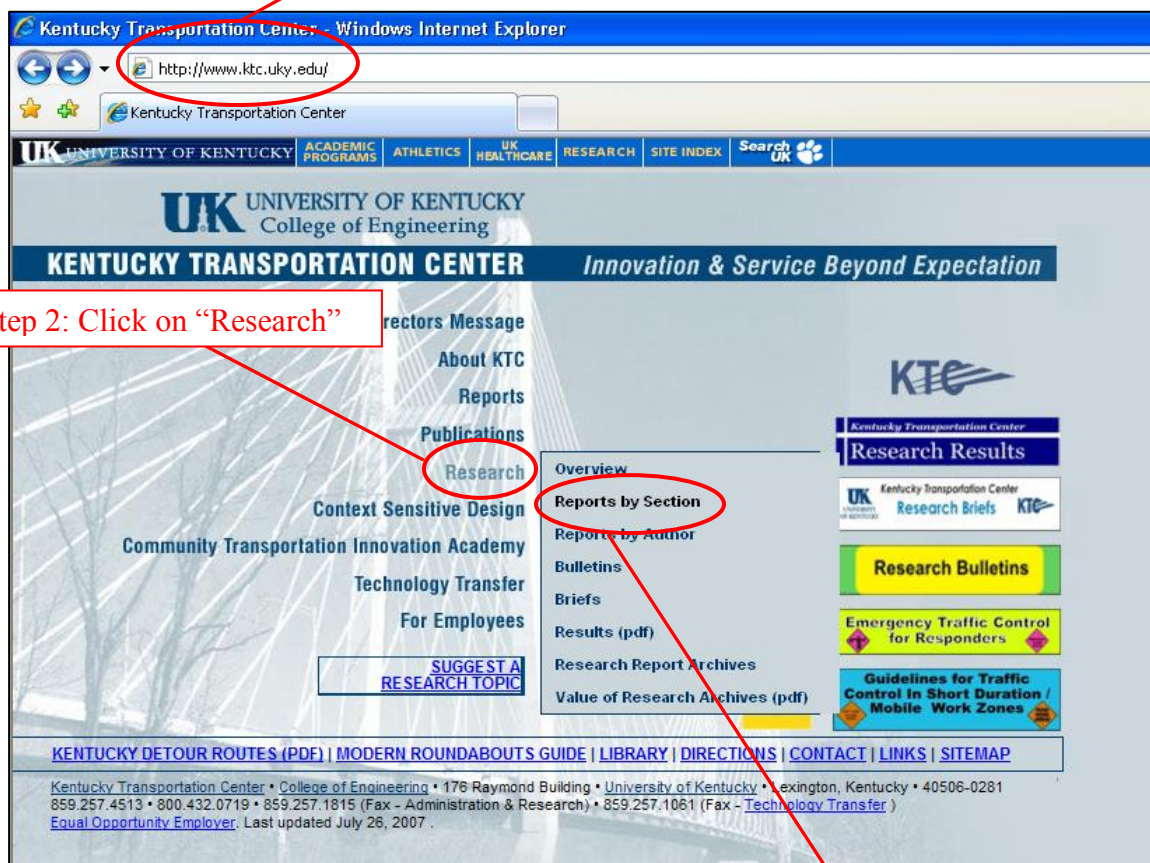 Kentucky Transportation Center - Windows Internet Explorer
http://www.ktc.uky.edu/
Kentucky Transportation Center
UK UNIVERSITY OF KENTUCKY ACADEMIC PROGRAMS ATHLETICS UK HEALTHCARE RESEARCH SITE INDEX Search UK
UK UNIVERSITY OF KENTUCKY
College of Engineering
KENTUCKY TRANSPORTATION CENTER Innovation & Service Beyond Expectation
tep 2: Click on “Research”
rectors Message
About KTC
Reports
Publications
Research
Context Sensitive Design
Community Transportation Innovation Academy
Technology Transfer
For Employees
SUGGEST A
RESEARCH TOPIC
Overview
Reports by Section
Reports by Author
Bulletins
Briefs
Results (pdf)
Research Report Archives
Value of Research Archives (pdf)
KTC
Kentucky Transportation Center
Research Results
UK Kentucky Transportation Center
Research Briefs KTC
Research Bulletins
Emergency Traffic Control
for Responders
Guidelines for Traffic
Control In Short Duration /
Mobile Work Zones
KENTUCKY DETOUR ROUTES (PDF) | MODERN ROUNDABOUTS GUIDE | LIBRARY | DIRECTIONS | CONTACT | LINKS | SITEMAP
Kentucky Transportation Center • College of Engineering • 176 Raymond Building • University of Kentucky • Lexington, Kentucky • 40506-0281
859.257.4513 • 800.432.0719 • 859.257.1815 (Fax - Administration & Research) • 859.257.1061 (Fax - Technology Transfer )
Equal Opportunity Employer. Last updated July 26, 2007 .